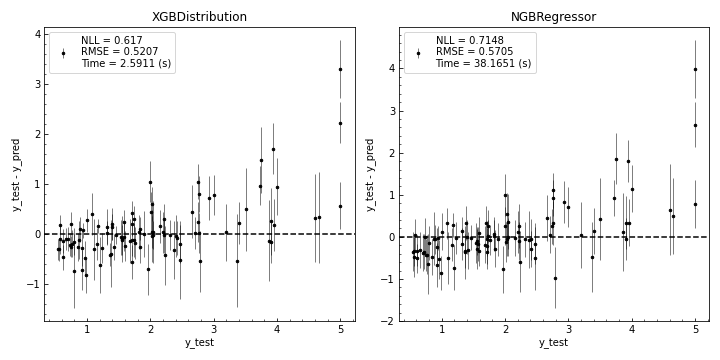 XGBDistribution
NLL = 0.617
RMSE = 0.5207
Time = 2.5911 (s)
4
3
2
1
0
−1
y_test - y_pred
1
2
3
4
5
y_test
NGBRegressor
NLL = 0.7148
RMSE = 0.5705
Time = 38.1651 (s)
4
3
2
1
0
−1
−2
y_test - y_pred
1
2
3
4
5
y_test